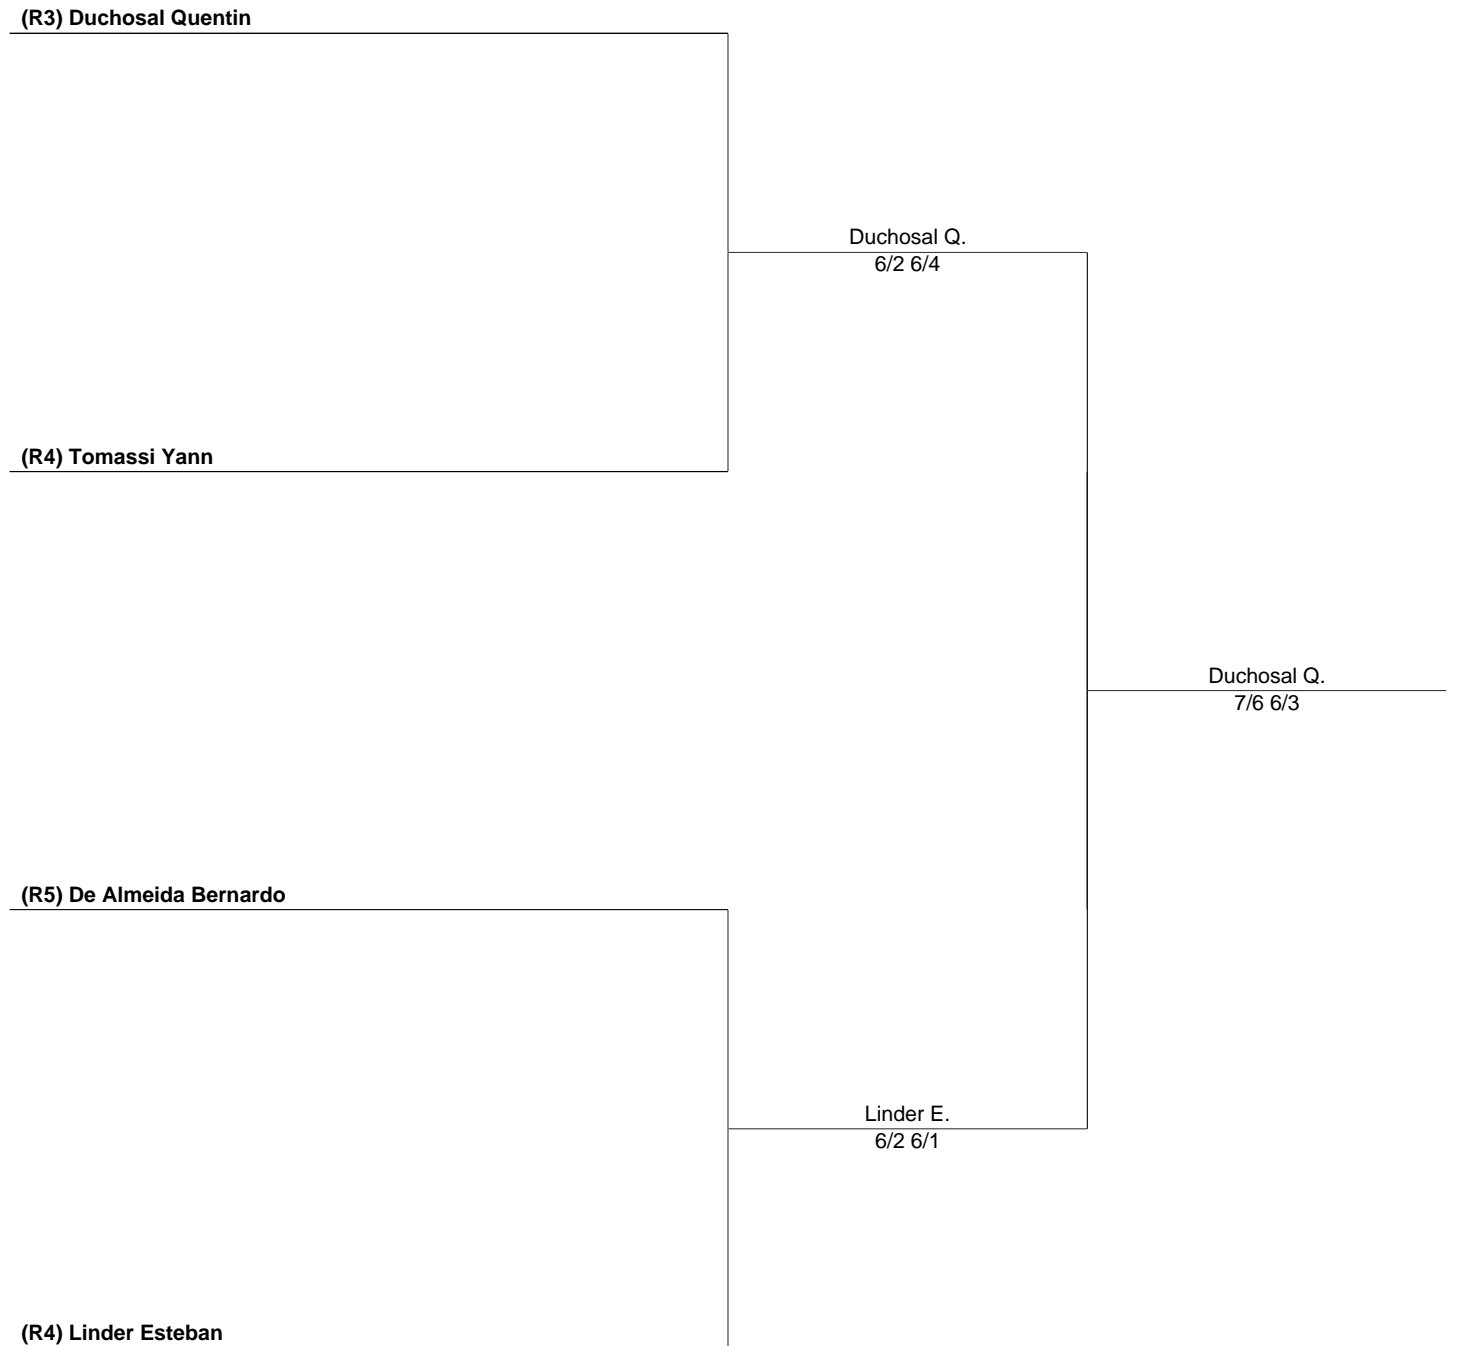 (R3) Duchosal Quentin
Duchosal Q.
6/2 6/4
(R4) Tomassi Yann
Duchosal Q.
7/6 6/3
(R5) De Almeida Bernardo
Linder E.
6/2 6/1
(R4) Linder Esteban